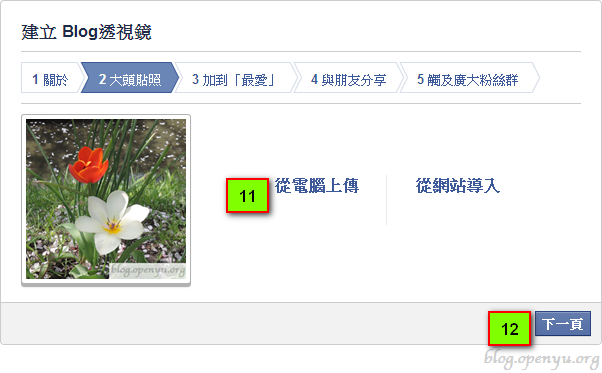 建立 Blog透視鏡
1 關於 2 大頭貼照 3 加到「最愛」 4 與朋友分享 5 觸及廣大粉絲群
11 從電腦上傳 從網站導入
blog.openyu.org
12 下一頁
blog.openyu.org